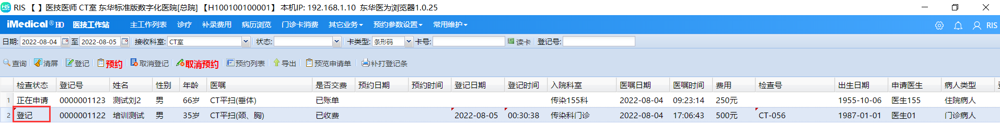 RIS 【 】医技医师 CT室 东华标准版数字化医院[总院] 【H100100100001】 本机IP: 192.168.1.10 东华医为浏览器1.0.25
iMedical® 医技工作站 主工作列表 诊疗 补录费用 病历浏览 门诊卡消费 其它业务 预约参数设置 常用维护 RIS
日期: 2022-08-04 至 2022-08-05 接收科室: CT室 状态: 卡类型: 条形码 卡号: 读卡 登记号:
查询 清屏 登记 预约 取消登记 取消预约 预约列表 导出 预览申请单 补打登记条
检查状态 登记号 姓名 性别 年龄 医嘱 是否交费 预约日期 预约时间 登记日期 登记时间 入院科室 医嘱日期 医嘱时间 费用 检查号 出生日期 申请医生 病人类型
1 正在申请 0000001123 测试刘2 男 66岁 CT平扫(垂体) 已账单 传染155科 2022-08-04 09:23:14 250元 1955-10-06 医生155 住院病人
2 登记 0000001122 培训测试 男 35岁 CT平扫(颈、胸) 已收费 2022-08-05 00:30:38 传染科门诊 2022-08-04 17:06:43 500元 CT-056 1987-01-01 医生01 门诊病人